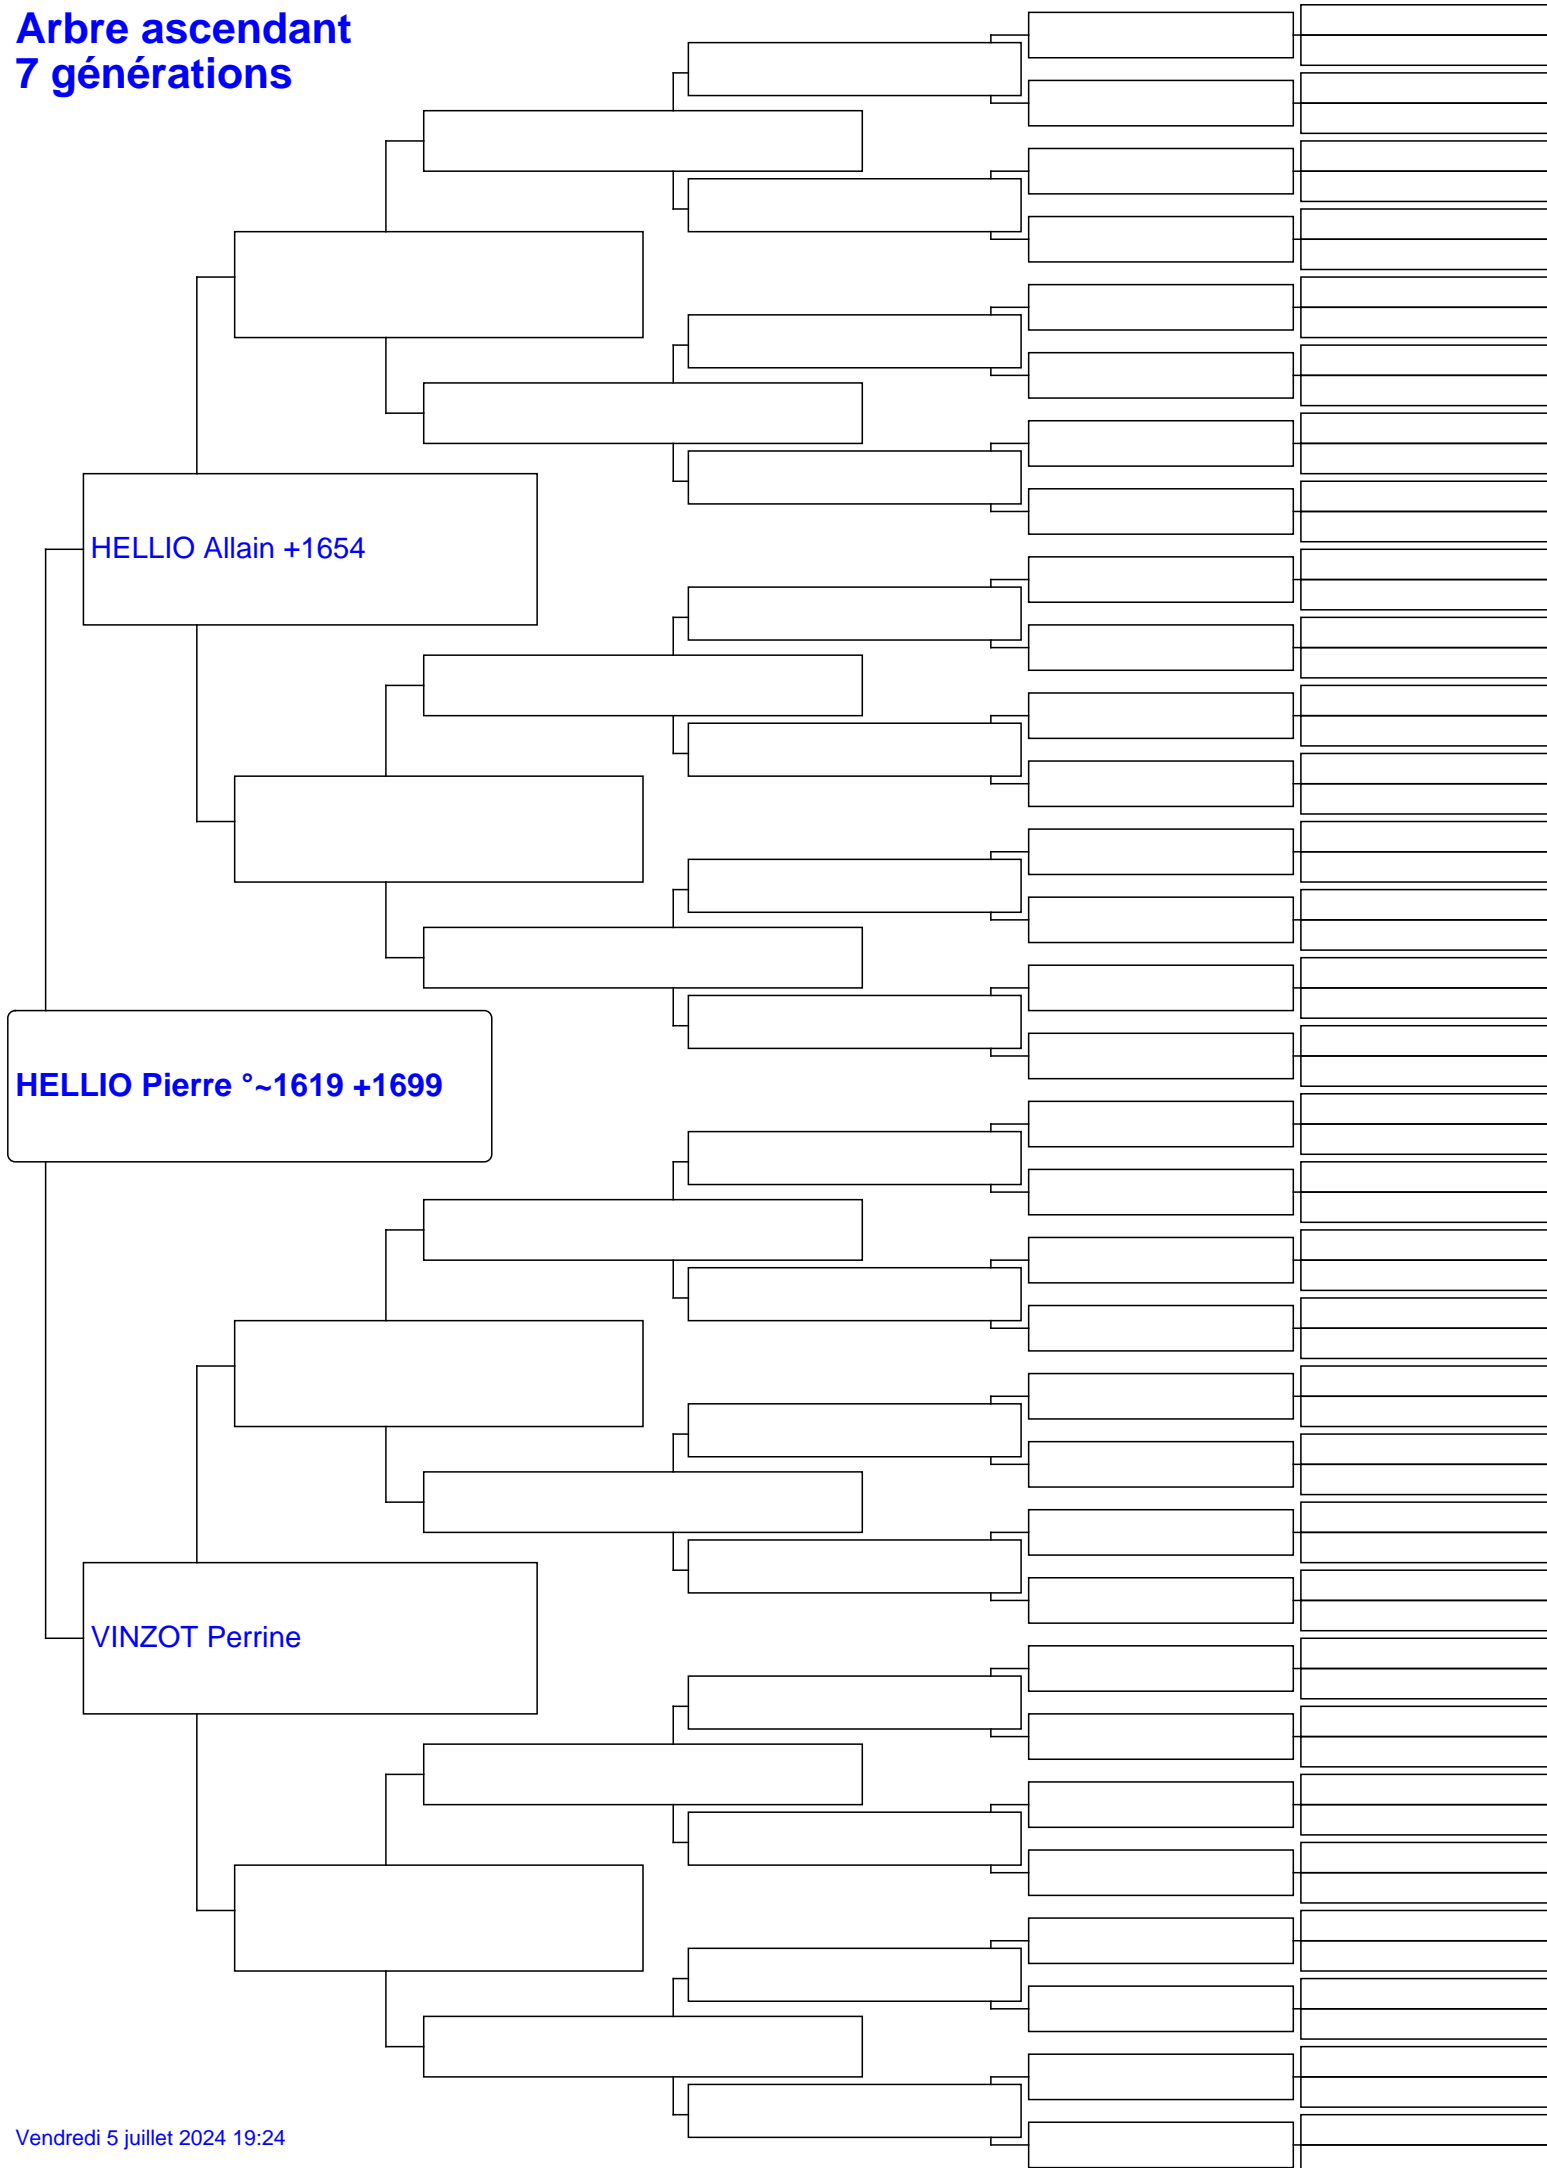 Arbre ascendant
7 générations
HELLIO Allain +1654
HELLIO Pierre °~1619 +1699
VINZOT Perrine
Vendredi 5 juillet 2024 19:24